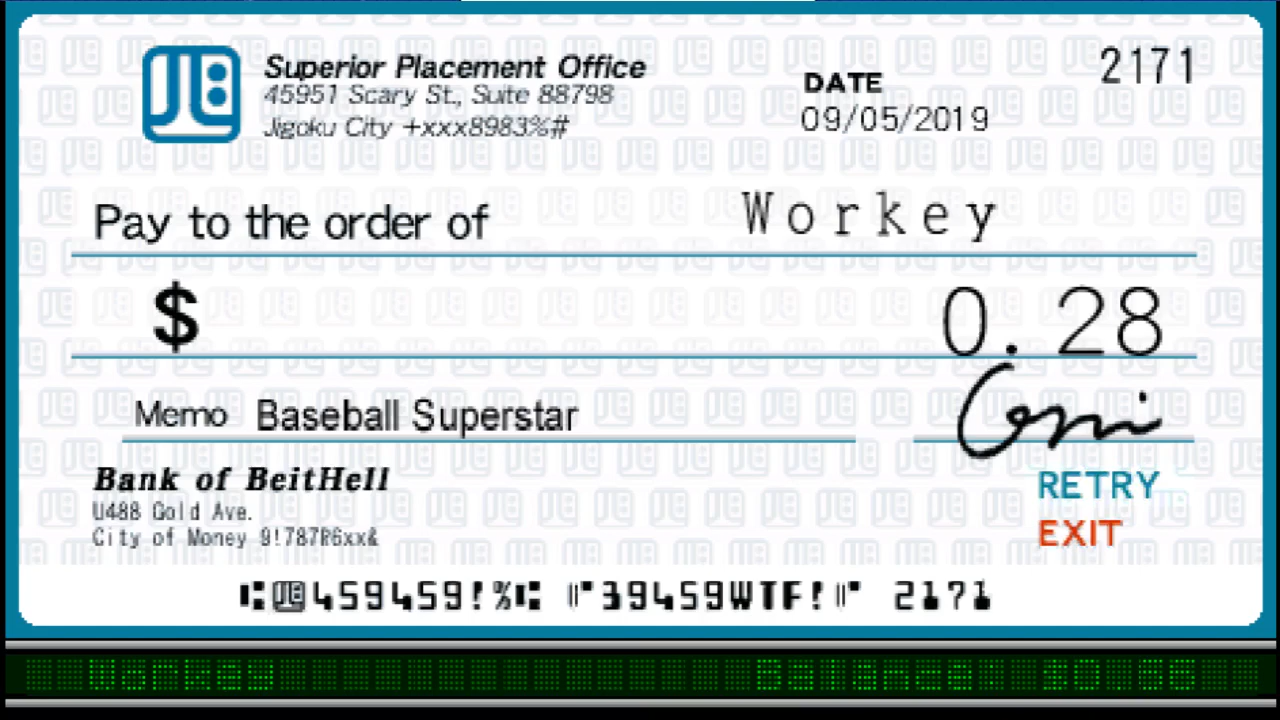 Superior Placement Office
45951 Scary St., Suite 88798
Jigoku City +xxx8983%#
DATE
09/05/2019
2171
Pay to the order of Workey
$ 0.28
Memo Baseball Superstar
Bank of BeitHell
U488 Gold Ave.
City of Money 9!787R6xx&
RETRY
EXIT
459459!% 39459WTF! 2171
Workey Balance: